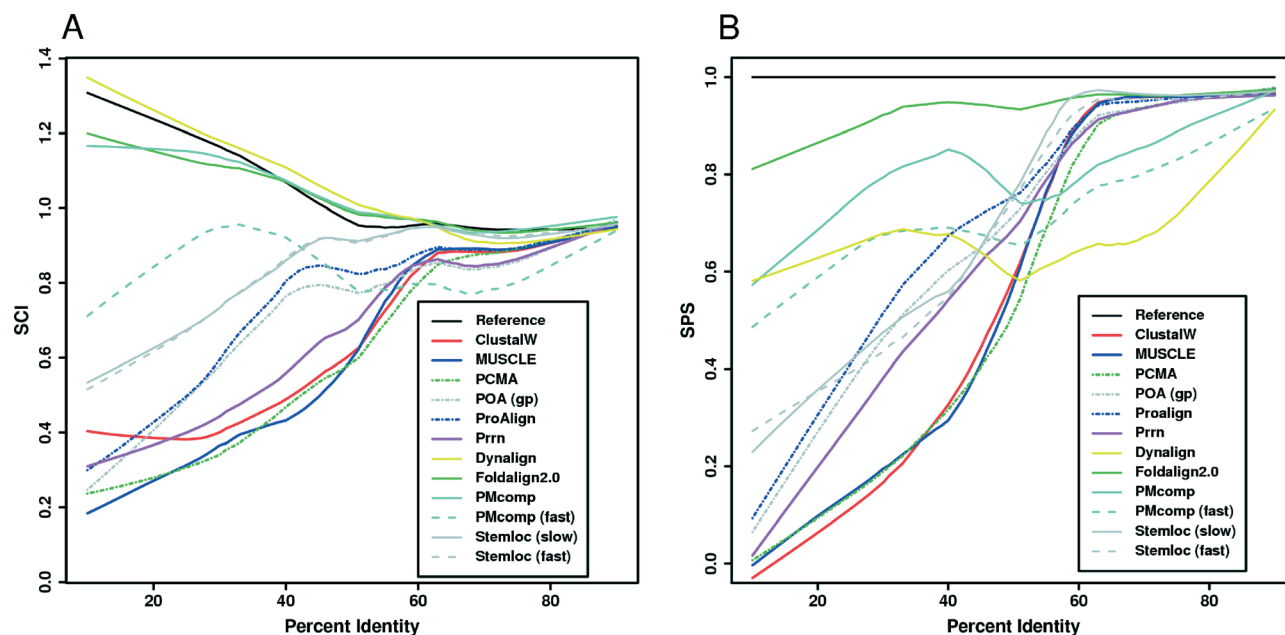 A
SCI
0.0
0.2
0.4
0.6
0.8
1.0
1.2
1.4
20
40
60
80
Percent Identity
Reference
ClustalW
MUSCLE
PCMA
POA (gp)
ProAlign
Prrn
Dynalign
Foldalign2.0
PMcomp
PMcomp (fast)
Stemloc (slow)
Stemloc (fast)
B
SPS
0.0
0.2
0.4
0.6
0.8
1.0
20
40
60
80
Percent Identity
Reference
ClustalW
MUSCLE
PCMA
POA (gp)
Proalign
Prrn
Dynalign
Foldalign2.0
PMcomp
PMcomp (fast)
Stemloc (slow)
Stemloc (fast)